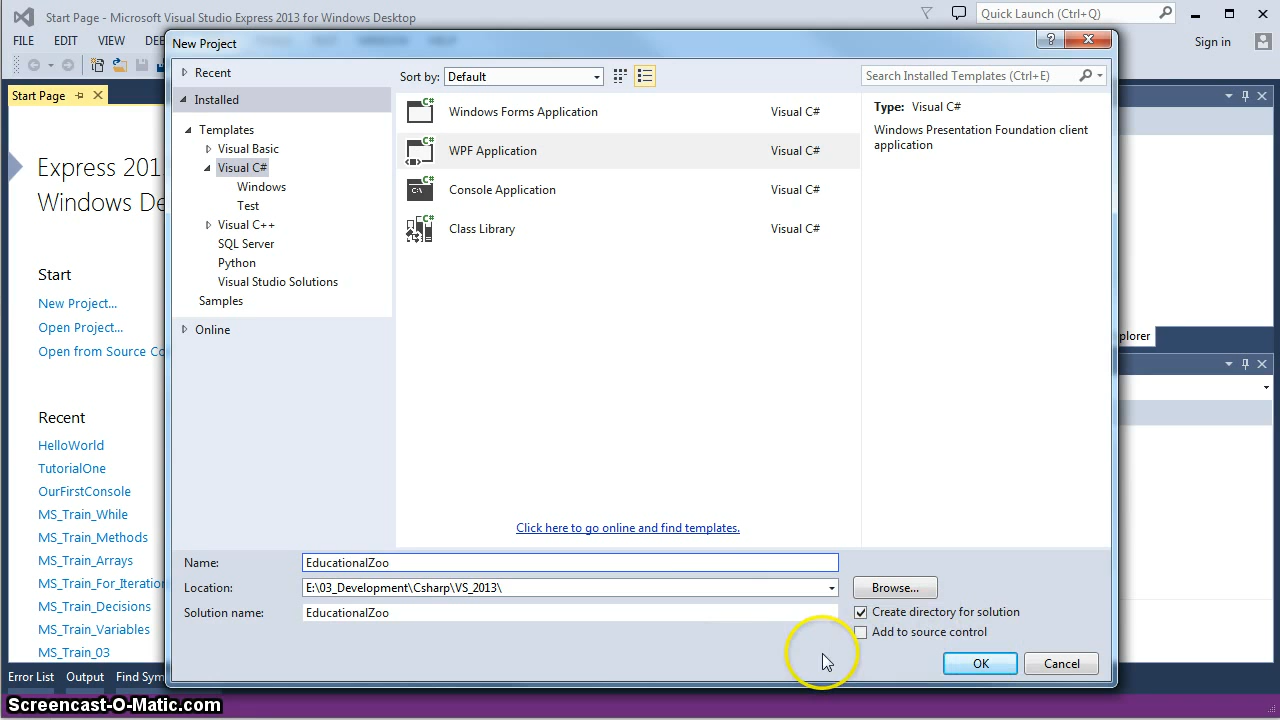 Start Page - Microsoft Visual Studio Express 2013 for Windows Desktop
Quick Launch (Ctrl+Q)
FILE EDIT VIEW
Sign in
New Project
?
Start Page
Recent
Installed
Templates
Visual Basic
Visual C#
Windows
Test
Visual C++
SQL Server
Python
Visual Studio Solutions
Samples
Online
Sort by: Default
Search Installed Templates (Ctrl+E)
Windows Forms Application Visual C#
WPF Application Visual C#
Console Application Visual C#
Class Library Visual C#
Type: Visual C#
Windows Presentation Foundation client
application
Click here to go online and find templates.
Express 201
Windows De
Start
New Project...
Open Project...
Open from Source Co
Recent
HelloWorld
TutorialOne
OurFirstConsole
MS_Train_While
MS_Train_Methods
MS_Train_Arrays
MS_Train_For_Iteration
MS_Train_Decisions
MS_Train_Variables
MS_Train_03
plorer
Name: EducationalZoo
Location: E:\03_Development\Csharp\VS_2013\
Browse...
Solution name: EducationalZoo
Create directory for solution
Add to source control
OK Cancel
Error List Output Find Sym
Screencast-O-Matic.com